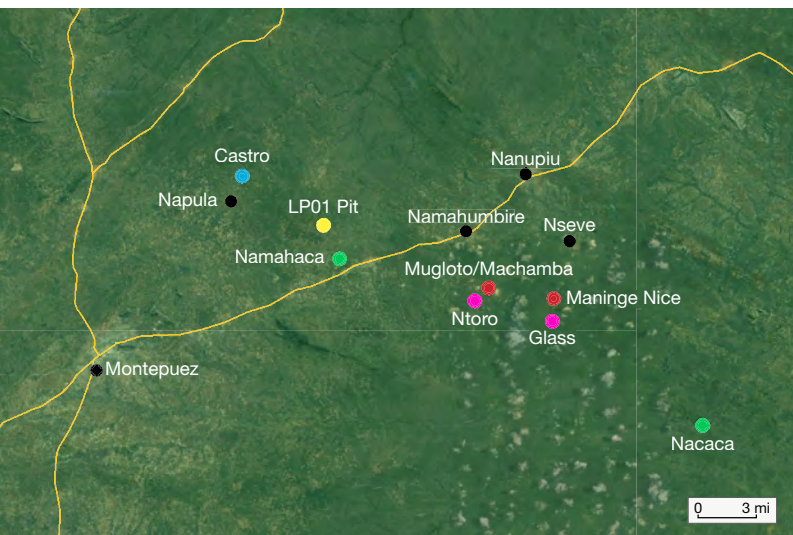 Castro
Nanupiu
Napula
LP01 Pit
Namahumbire
Nseve
Namahaca
Mugloto/Machamba
Maninge Nice
Ntoro
Glass
Montepuez
Nacaca
0 3 mi